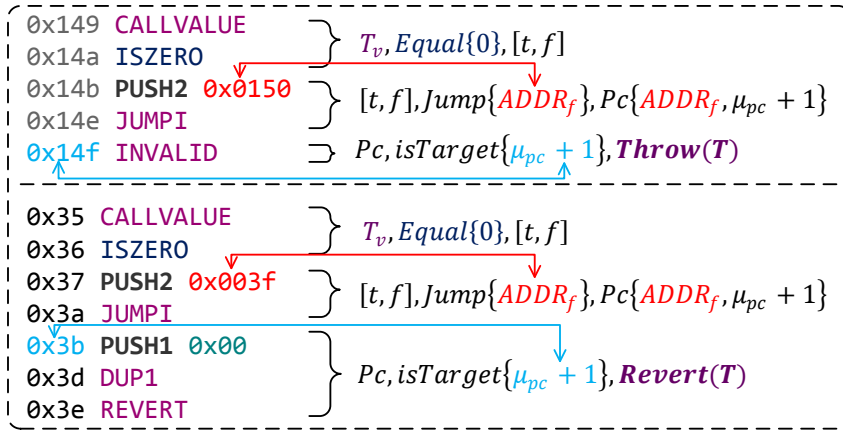 0x149 CALLVALUE
0x14a ISZERO
T_v, Equal{0}, [t, f]
0x14b PUSH2 0x0150
0x14e JUMPI
[t, f], Jump{ADDR_f}, Pc{ADDR_f, μ_pc + 1}
0x14f INVALID
Pc, isTarget{μ_pc + 1}, Throw(T)
0x35 CALLVALUE
0x36 ISZERO
T_v, Equal{0}, [t, f]
0x37 PUSH2 0x003f
0x3a JUMPI
[t, f], Jump{ADDR_f}, Pc{ADDR_f, μ_pc + 1}
0x3b PUSH1 0x00
0x3d DUP1
0x3e REVERT
Pc, isTarget{μ_pc + 1}, Revert(T)